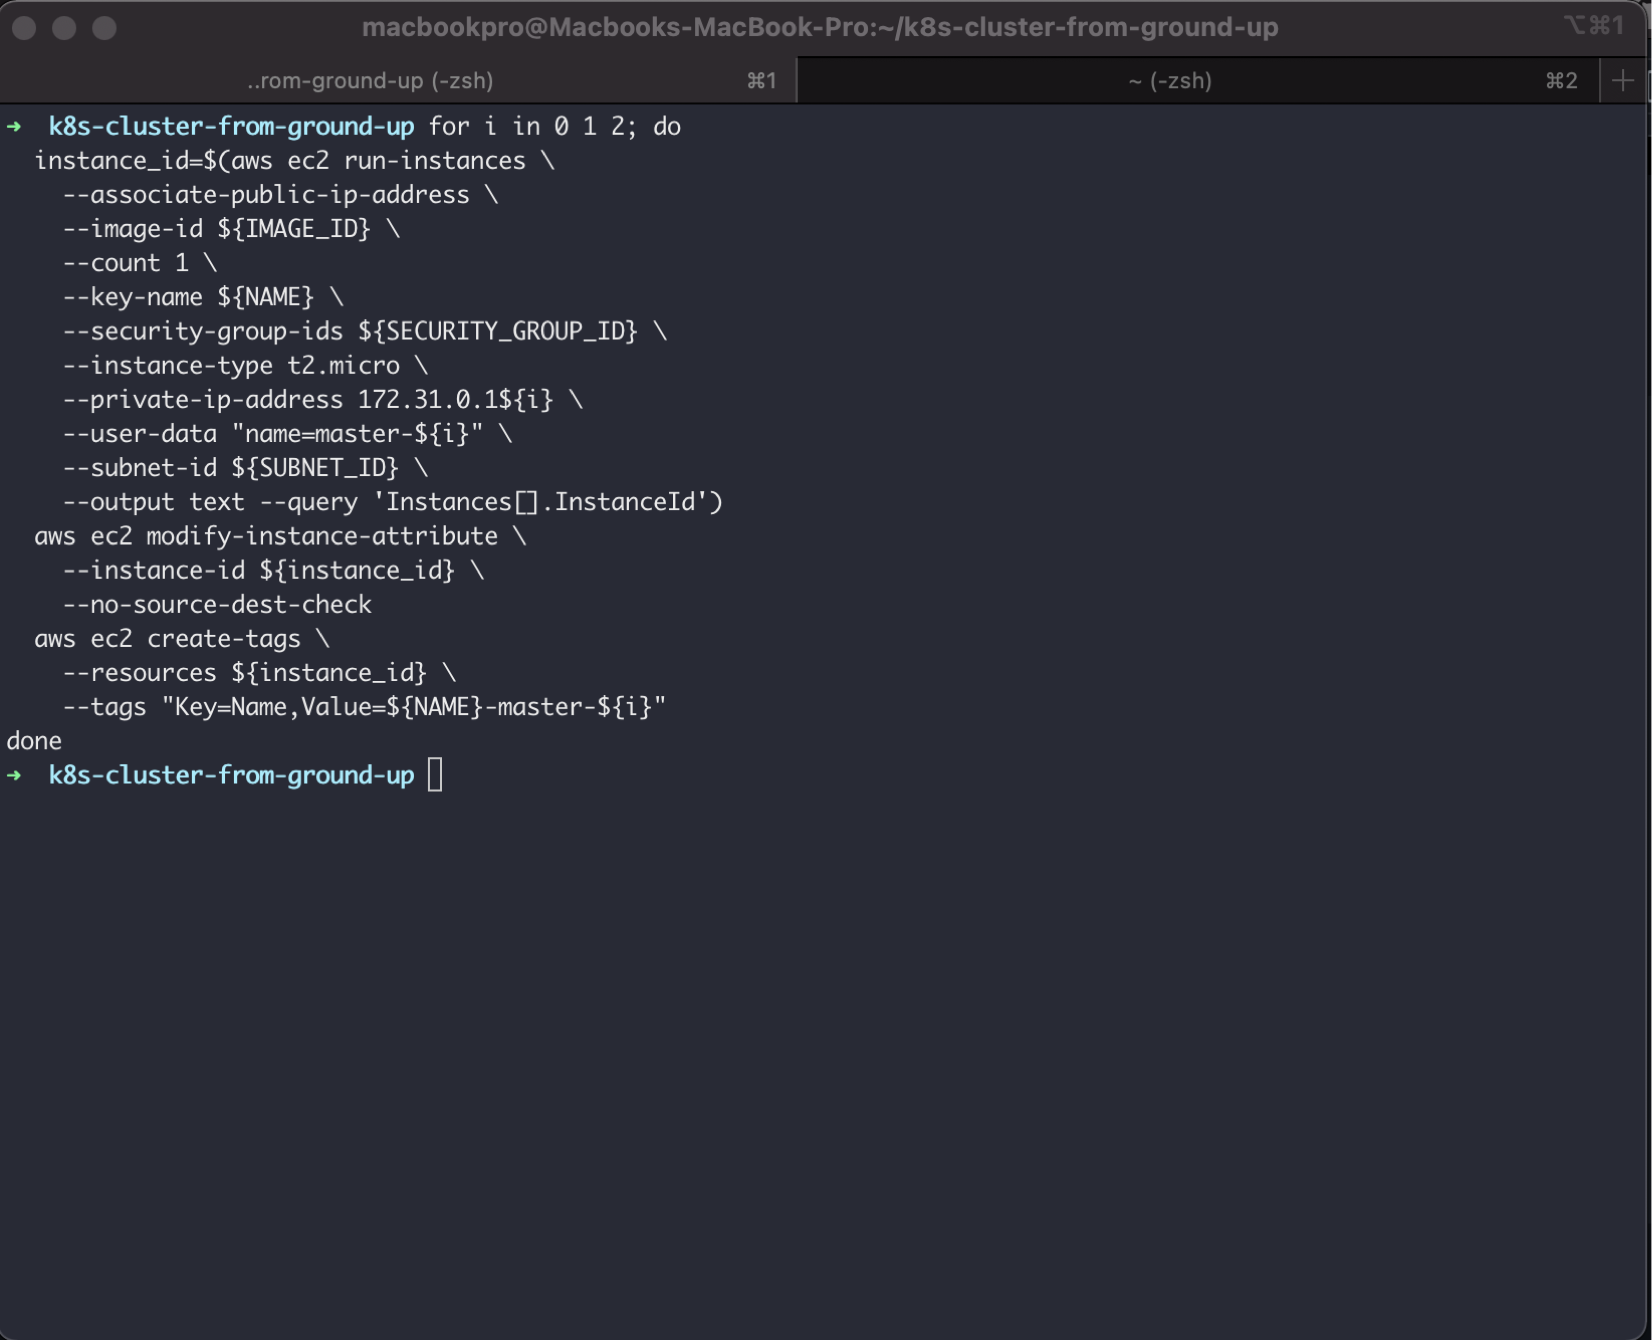 macbookpro@Macbooks-MacBook-Pro:~/k8s-cluster-from-ground-up ⌥⌘1
..rom-ground-up (-zsh) ⌘1 ~ (-zsh) ⌘2 +
➜ k8s-cluster-from-ground-up for i in 0 1 2; do
  instance_id=$(aws ec2 run-instances \
    --associate-public-ip-address \
    --image-id ${IMAGE_ID} \
    --count 1 \
    --key-name ${NAME} \
    --security-group-ids ${SECURITY_GROUP_ID} \
    --instance-type t2.micro \
    --private-ip-address 172.31.0.1${i} \
    --user-data "name=master-${i}" \
    --subnet-id ${SUBNET_ID} \
    --output text --query 'Instances[].InstanceId')
  aws ec2 modify-instance-attribute \
    --instance-id ${instance_id} \
    --no-source-dest-check
  aws ec2 create-tags \
    --resources ${instance_id} \
    --tags "Key=Name,Value=${NAME}-master-${i}"
done
➜ k8s-cluster-from-ground-up